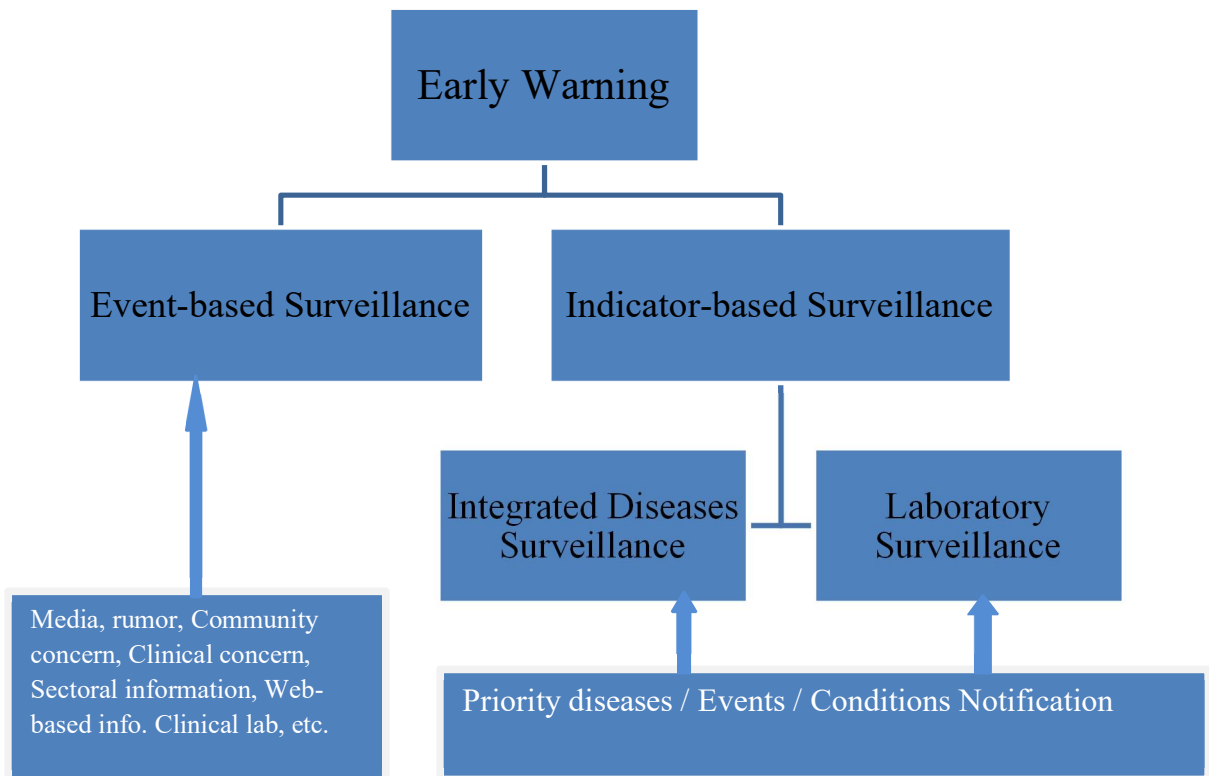 Early Warning
Event-based Surveillance
Indicator-based Surveillance
Integrated Diseases
Surveillance
Laboratory
Surveillance
Media, rumor, Community
concern, Clinical concern,
Sectoral information, Web-
based info. Clinical lab, etc.
Priority diseases / Events / Conditions Notification